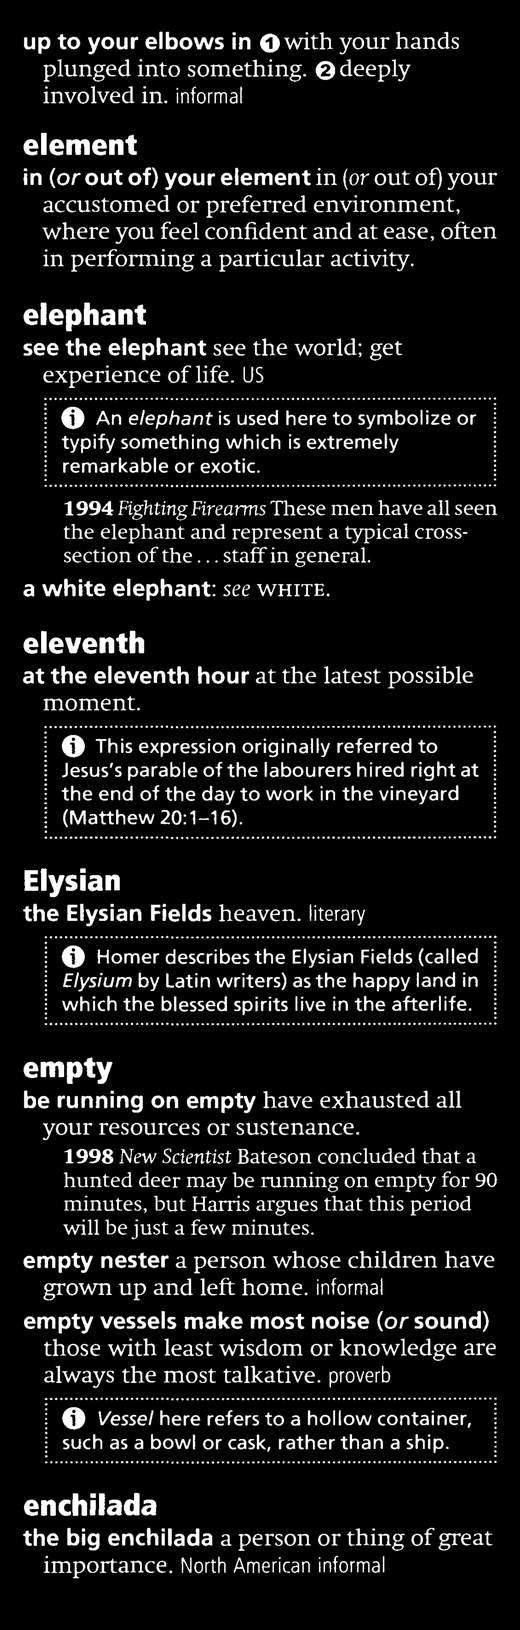 up to your elbows in ❶ with your hands
plunged into something. ❷ deeply
involved in. informal
element
in (or out of) your element in (or out of) your
accustomed or preferred environment,
where you feel confident and at ease, often
in performing a particular activity.
elephant
see the elephant see the world; get
experience of life. US
ⓘ An elephant is used here to symbolize or
typify something which is extremely
remarkable or exotic.
1994 Fighting Firearms These men have all seen
the elephant and represent a typical cross-
section of the... staff in general.
a white elephant: see WHITE.
eleventh
at the eleventh hour at the latest possible
moment.
ⓘ This expression originally referred to
Jesus's parable of the labourers hired right at
the end of the day to work in the vineyard
(Matthew 20:1–16).
Elysian
the Elysian Fields heaven. literary
ⓘ Homer describes the Elysian Fields (called
Elysium by Latin writers) as the happy land in
which the blessed spirits live in the afterlife.
empty
be running on empty have exhausted all
your resources or sustenance.
1998 New Scientist Bateson concluded that a
hunted deer may be running on empty for 90
minutes, but Harris argues that this period
will be just a few minutes.
empty nester a person whose children have
grown up and left home. informal
empty vessels make most noise (or sound)
those with least wisdom or knowledge are
always the most talkative. proverb
ⓘ Vessel here refers to a hollow container,
such as a bowl or cask, rather than a ship.
enchilada
the big enchilada a person or thing of great
importance. North American informal